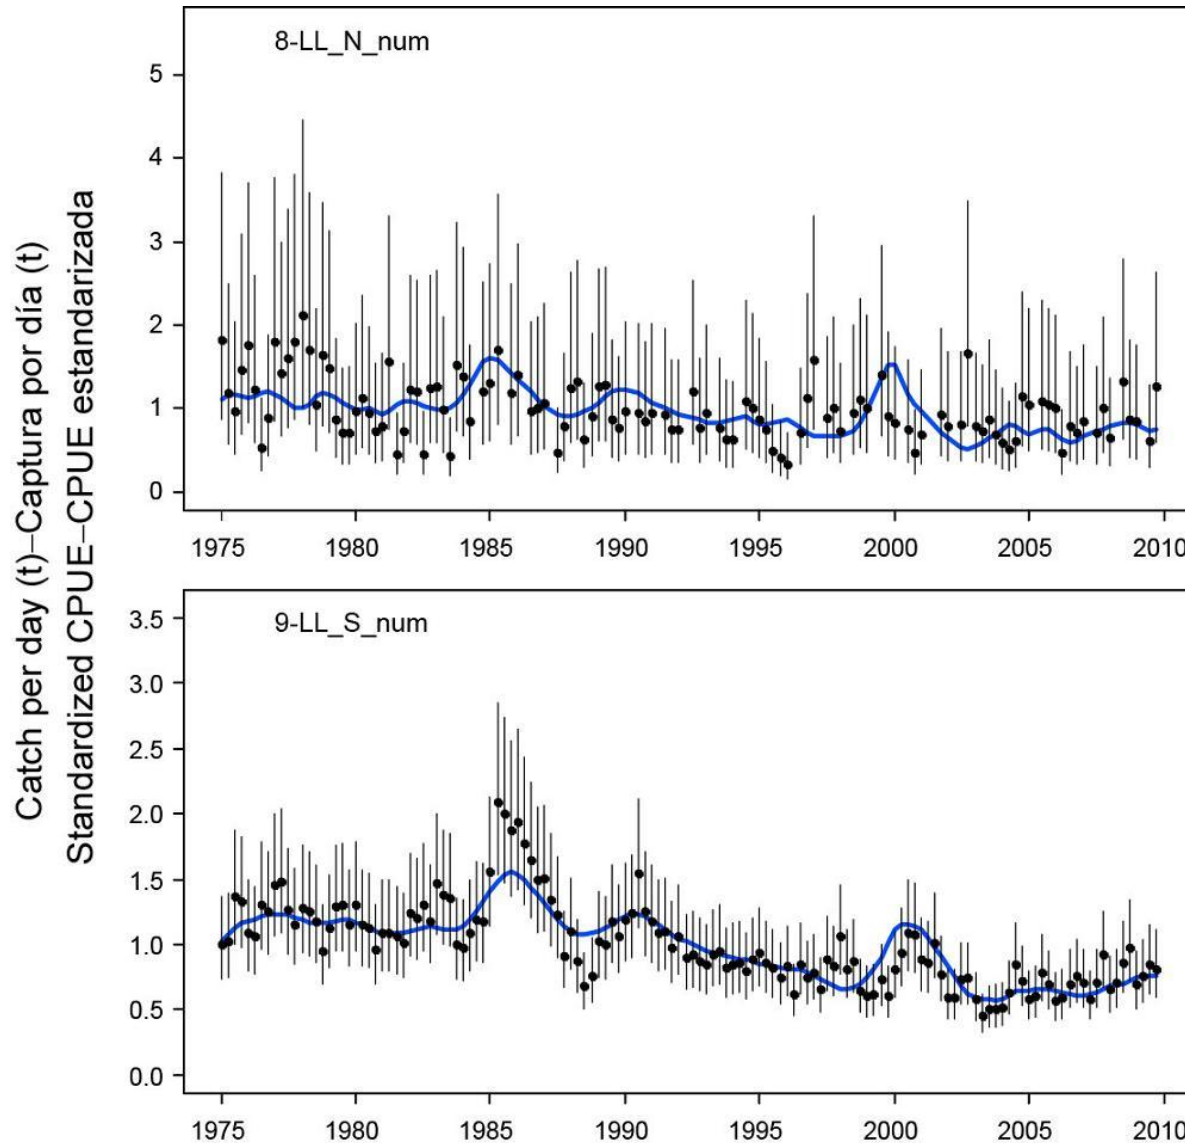 Catch per day (t)–Captura por día (t)
Standardized CPUE–CPUE estandarizada
8-LL_N_num
5
4
3
2
1
0
1975 1980 1985 1990 1995 2000 2005 2010
9-LL_S_num
3.5
3.0
2.5
2.0
1.5
1.0
0.5
0.0
1975 1980 1985 1990 1995 2000 2005 2010